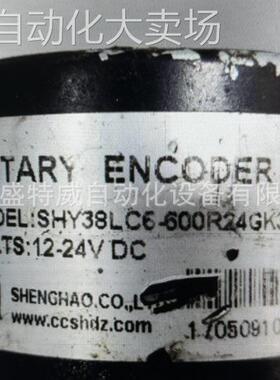 自动化大卖场
TARY ENCODER
盛特威自动化设备有限
DEL:SHY38LC6-600R24GK
LTS:12-24V DC
SHENGHAO.CO.,L
www.ccshdz.com
1705091